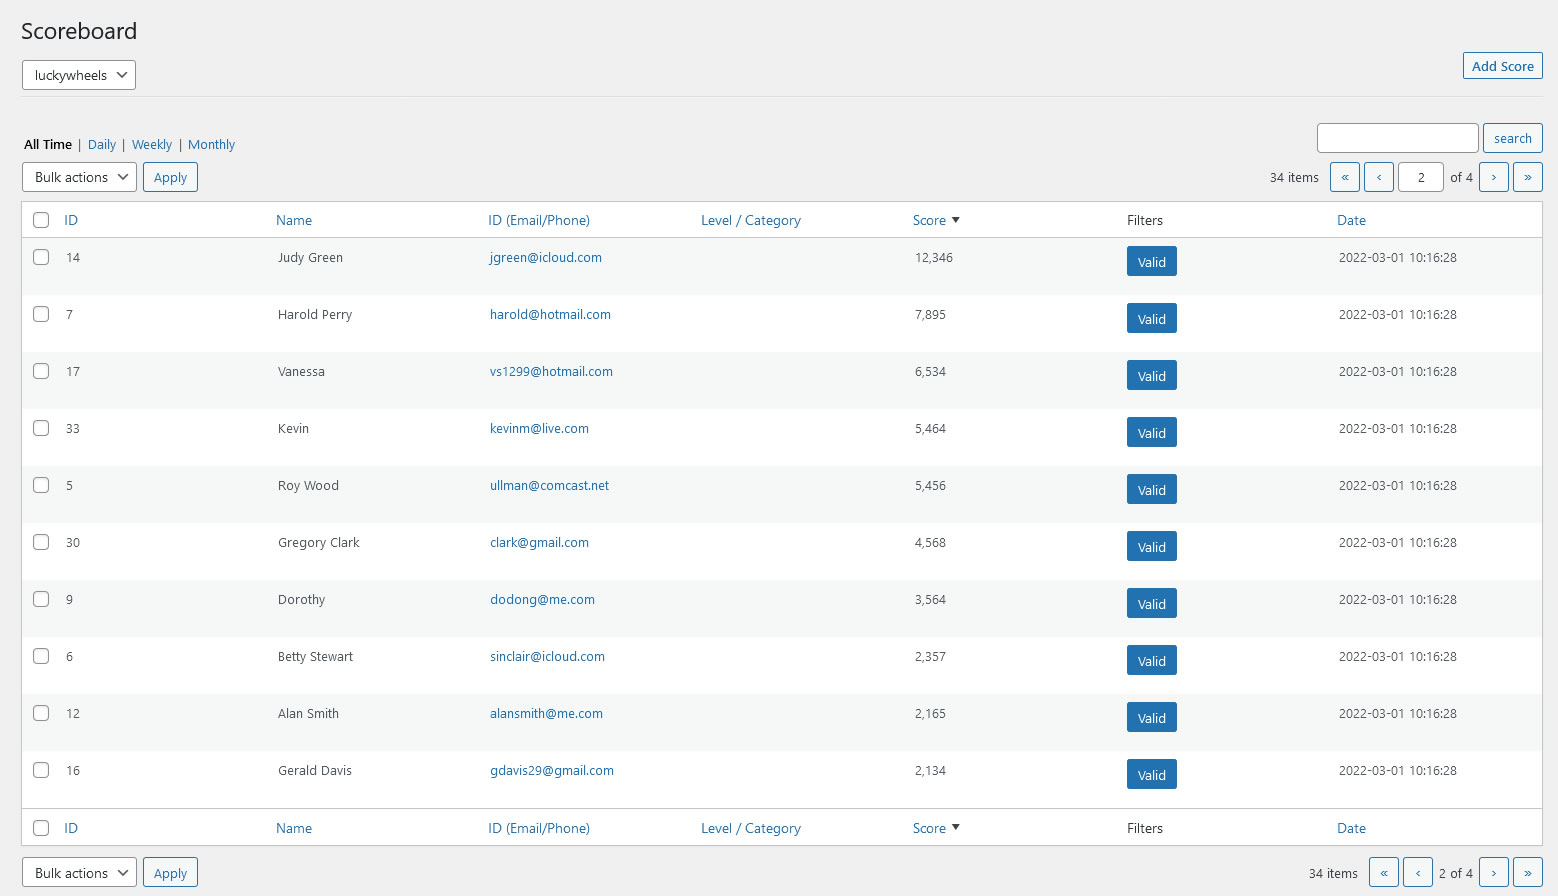 Scoreboard
luckywheels
Add Score
All Time | Daily | Weekly | Monthly
search
Bulk actions Apply 34 items « ‹ 2 of 4 › »
ID Name ID (Email/Phone) Level / Category Score Filters Date
14 Judy Green jgreen@icloud.com 12,346 Valid 2022-03-01 10:16:28
7 Harold Perry harold@hotmail.com 7,895 Valid 2022-03-01 10:16:28
17 Vanessa vs1299@hotmail.com 6,534 Valid 2022-03-01 10:16:28
33 Kevin kevinm@live.com 5,464 Valid 2022-03-01 10:16:28
5 Roy Wood ullman@comcast.net 5,456 Valid 2022-03-01 10:16:28
30 Gregory Clark clark@gmail.com 4,568 Valid 2022-03-01 10:16:28
9 Dorothy dodong@me.com 3,564 Valid 2022-03-01 10:16:28
6 Betty Stewart sinclair@icloud.com 2,357 Valid 2022-03-01 10:16:28
12 Alan Smith alansmith@me.com 2,165 Valid 2022-03-01 10:16:28
16 Gerald Davis gdavis29@gmail.com 2,134 Valid 2022-03-01 10:16:28
ID Name ID (Email/Phone) Level / Category Score Filters Date
Bulk actions Apply 34 items « ‹ 2 of 4 › »